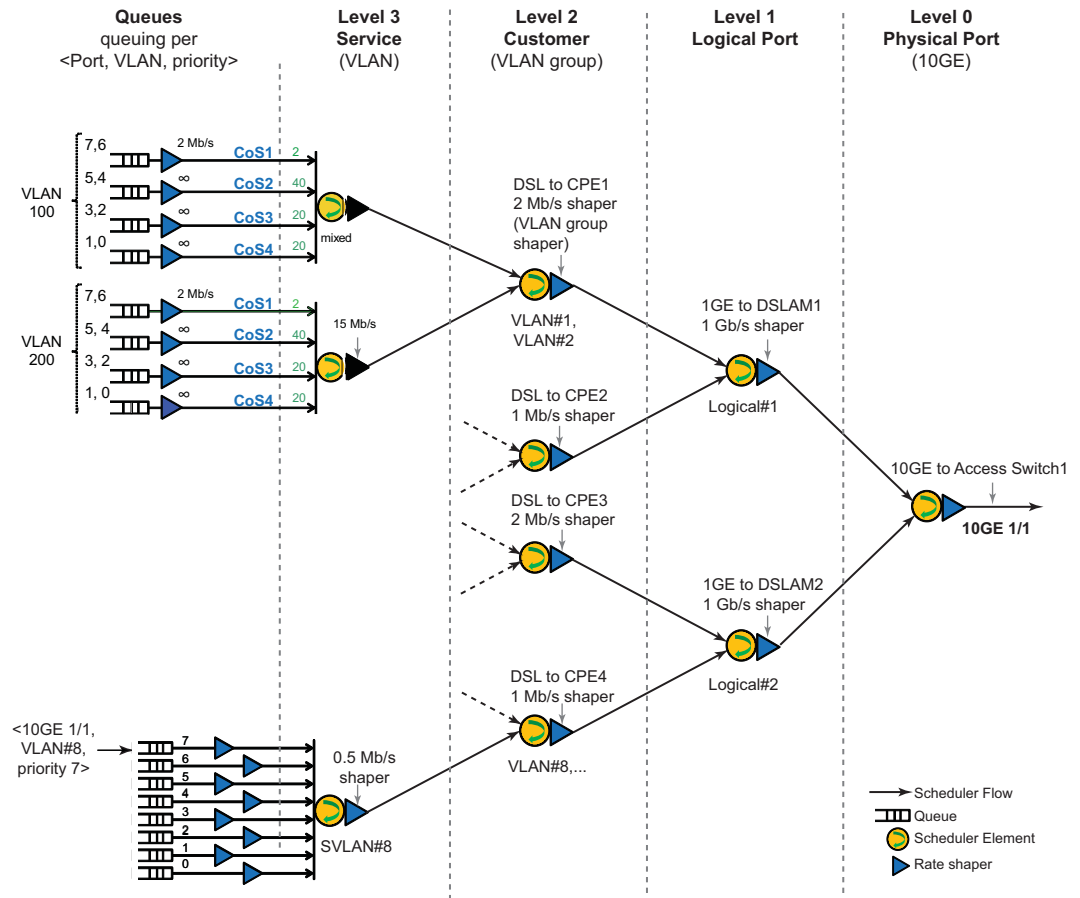 Queues
queuing per
<Port, VLAN, priority>
Level 3
Service
(VLAN)
Level 2
Customer
(VLAN group)
Level 1
Logical Port
Level 0
Physical Port
(10GE)
VLAN
100
7,6
2 Mb/s
CoS1
2
5,4
∞
CoS2
40
3,2
∞
CoS3
20
1,0
∞
CoS4
20
mixed
VLAN
200
7,6
2 Mb/s
CoS1
2
5, 4
∞
CoS2
40
3, 2
∞
CoS3
20
1, 0
∞
CoS4
20
15 Mb/s
DSL to CPE1
2 Mb/s shaper
(VLAN group
shaper)
VLAN#1,
VLAN#2
DSL to CPE2
1 Mb/s shaper
DSL to CPE3
2 Mb/s shaper
DSL to CPE4
1 Mb/s shaper
VLAN#8,...
1GE to DSLAM1
1 Gb/s shaper
Logical#1
1GE to DSLAM2
1 Gb/s shaper
Logical#2
10GE to Access Switch1
10GE 1/1
<10GE 1/1,
VLAN#8,
priority 7>
7
6
5
4
3
2
1
0
0.5 Mb/s
shaper
SVLAN#8
Scheduler Flow
Queue
Scheduler Element
Rate shaper